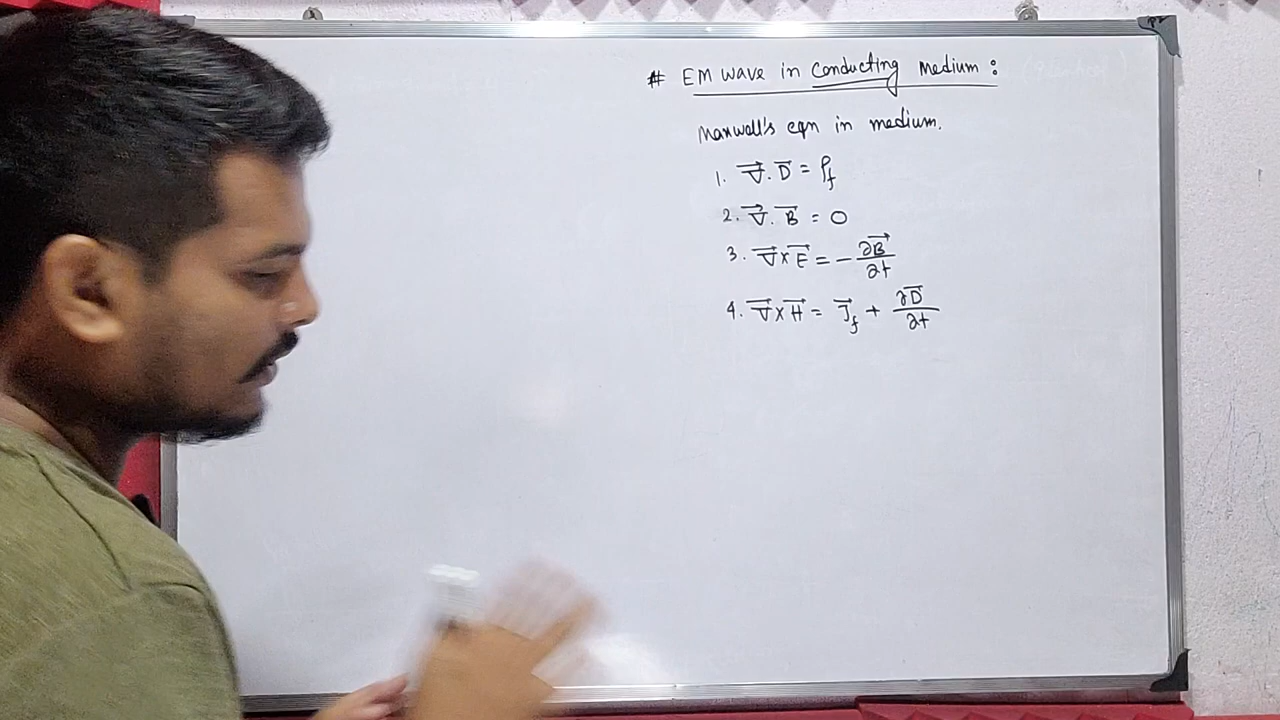 # EM wave in conducting medium :
Maxwell's eqn in medium.
1. ∇⃗.D⃗ = ρf
2. ∇⃗.B⃗ = 0
3. ∇⃗×E⃗ = -∂B⃗/∂t
4. ∇⃗×H⃗ = J⃗f + ∂D⃗/∂t